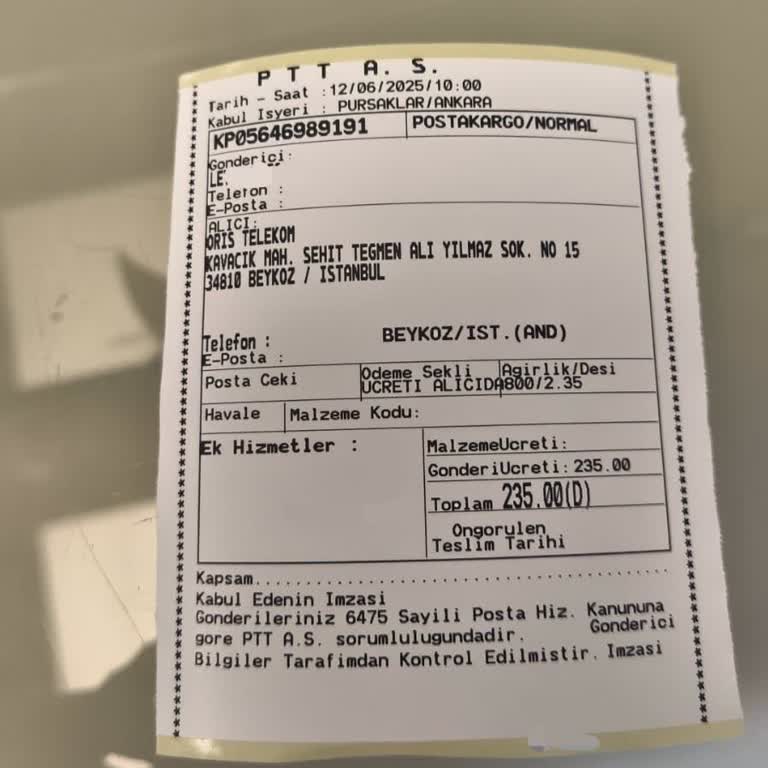 PTT A. S.
Tarih - Saat :12/06/2025/10:00
Kabul Isyeri : PURSAKLAR/ANKARA
KP05646989191 POSTAKARGO/NORMAL
Gonderici:
LE.
Telefon :
E-Posta :
ALICI:
ORIS TELEKOM
KAVACIK MAH. SEHIT TEGMEN ALI YILMAZ SOK. NO 15
34810 BEYKOZ / ISTANBUL
Telefon : BEYKOZ/IST.(AND)
E-Posta :
Posta Ceki Odeme Sekli Agirlik/Desi
UCRETI ALICIDA800/2.35
Havale Malzeme Kodu:
Ek Hizmetler : MalzemeUcreti:
GonderiUcreti: 235.00
Toplam 235.00(D)
Ongorulen
Teslim Tarihi
Kapsam.......................................
Kabul Edenin Imzasi
Gonderileriniz 6475 Sayili Posta Hiz. Kanununa
gore PTT A.S. sorumlulugundadir. Gonderici
Bilgiler Tarafimdan Kontrol Edilmistir. Imzasi